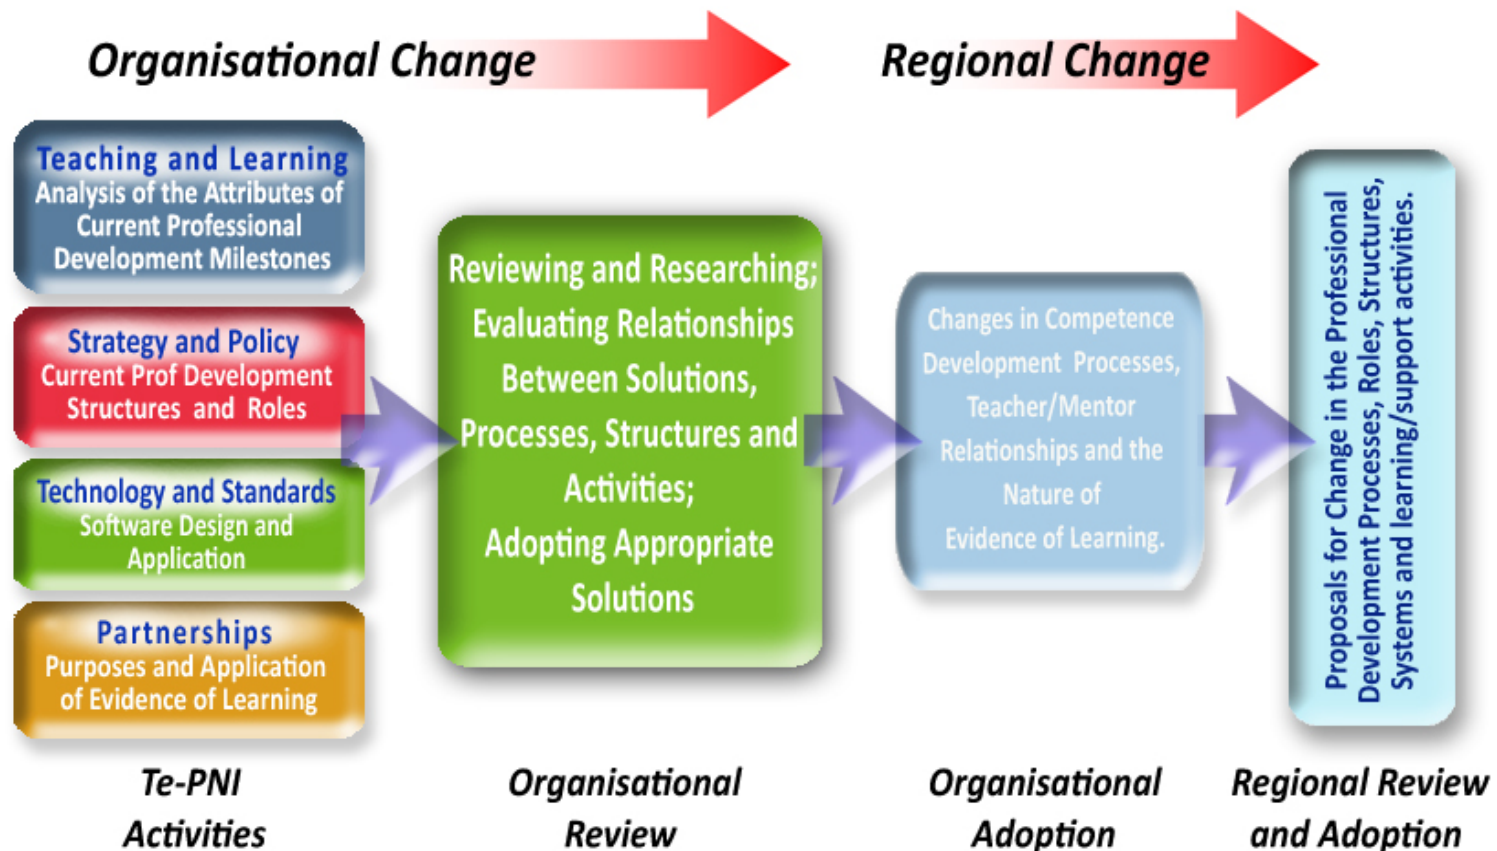 Organisational Change
Regional Change
Teaching and Learning
Analysis of the Attributes of
Current Professional
Development Milestones
Strategy and Policy
Current Prof Development
Structures and Roles
Technology and Standards
Software Design and
Application
Partnerships
Purposes and Application
of Evidence of Learning
Reviewing and Researching;
Evaluating Relationships
Between Solutions,
Processes, Structures and
Activities;
Adopting Appropriate
Solutions
Changes in Competence
Development Processes,
Teacher/Mentor
Relationships and the
Nature of
Evidence of Learning.
Proposals for Change in the Professional
Development Processes, Roles, Structures,
Systems and learning/support activities.
Te-PNI
Activities
Organisational
Review
Organisational
Adoption
Regional Review
and Adoption